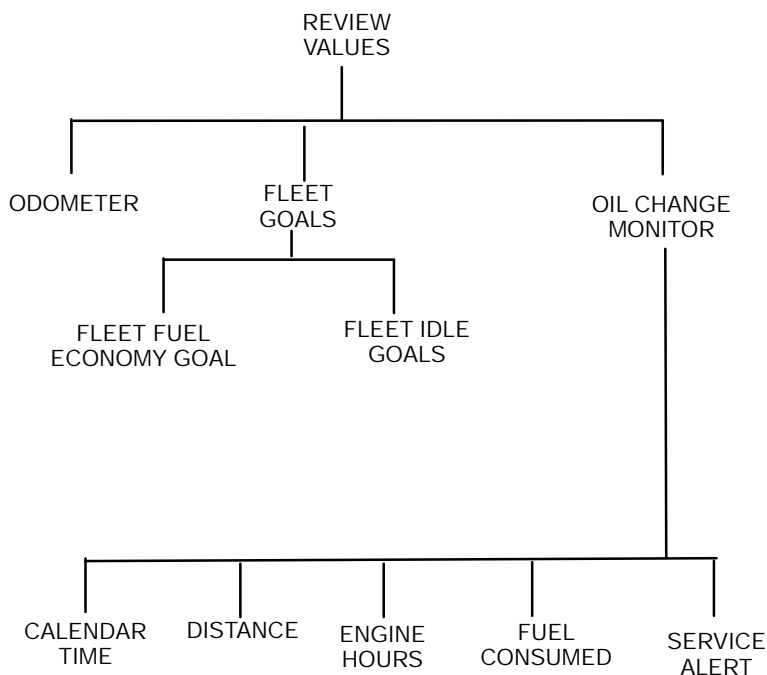 REVIEW
VALUES
ODOMETER
FLEET
GOALS
OIL CHANGE
MONITOR
FLEET FUEL
ECONOMY GOAL
FLEET IDLE
GOALS
CALENDAR
TIME
DISTANCE
ENGINE
HOURS
FUEL
CONSUMED
SERVICE
ALERT